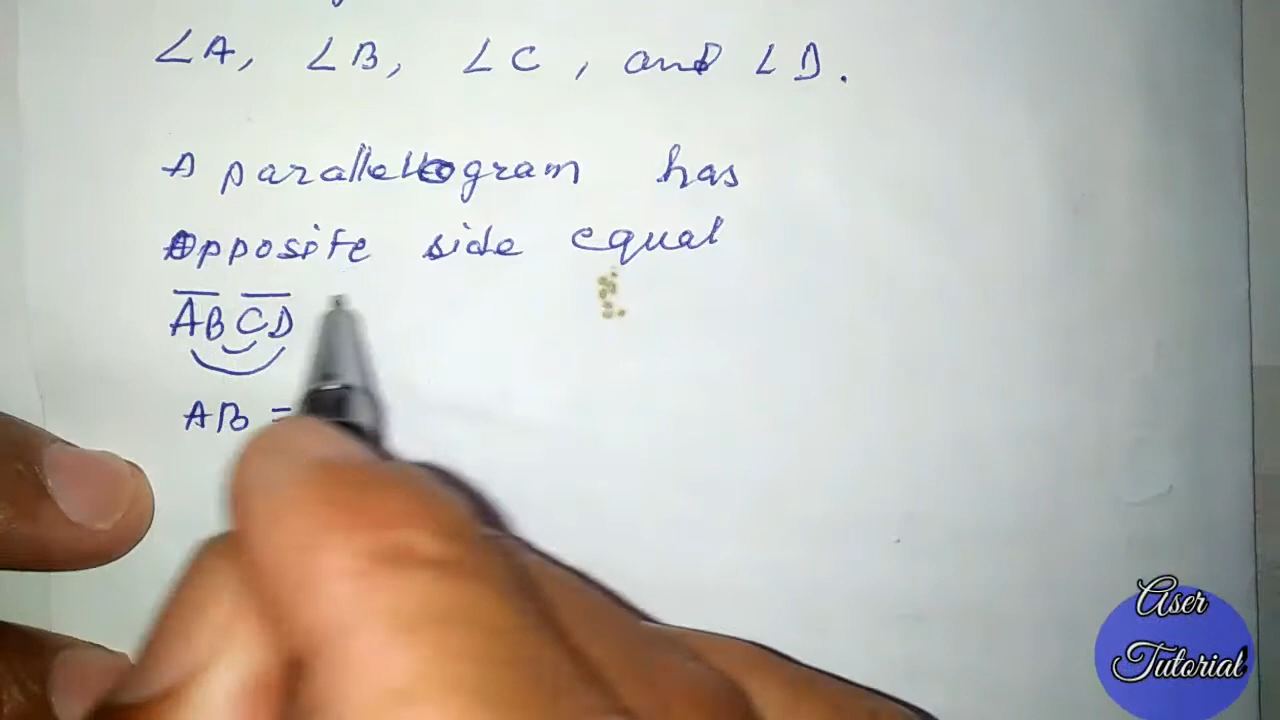 ∠A, ∠B, ∠C, and ∠D.
A parallelogram has
Opposite side equal
AB CD
AB =
Aser
Tutorial